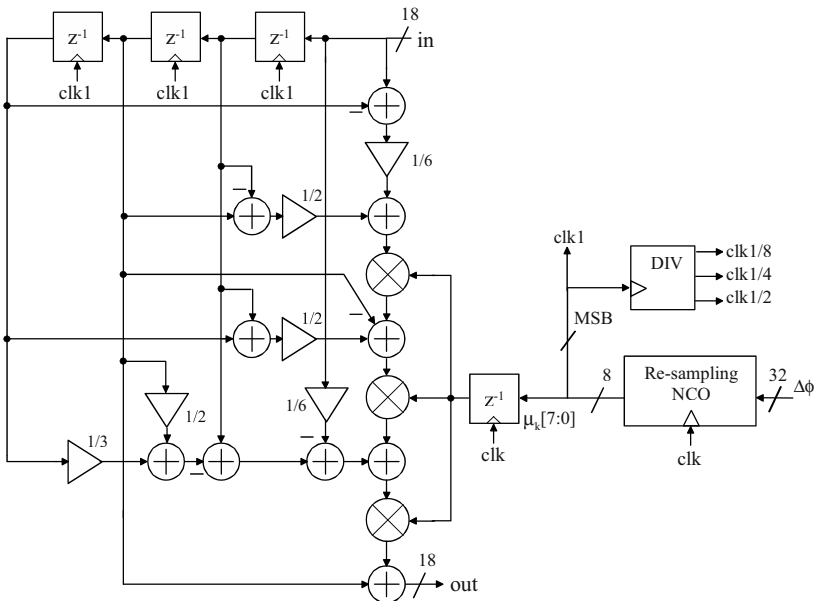 18
z⁻¹ z⁻¹ z⁻¹ in
clk1 clk1 clk1
−
1/6
−
1/2
clk1
clk1/8
DIV
clk1/4
clk1/2
−
−
1/2
MSB
Re-sampling
NCO
8
32
Δϕ
z⁻¹
μₖ[7:0]
1/2
1/6
clk
clk
−
1/3
−
18
out